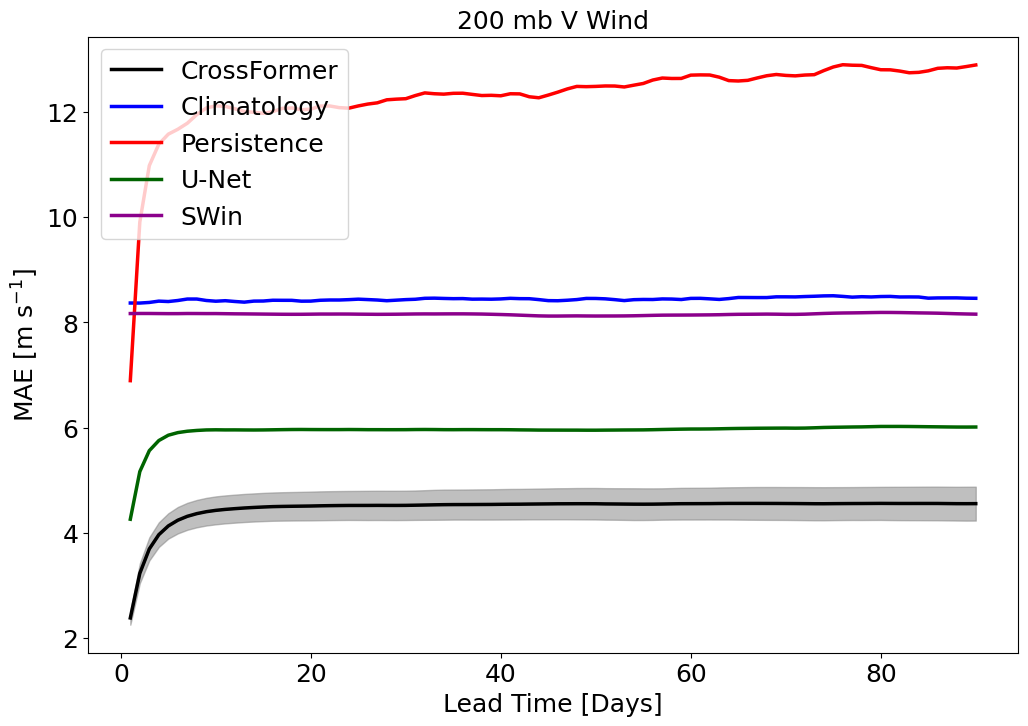 200 mb V Wind
CrossFormer
Climatology
Persistence
U-Net
SWin
MAE [m s⁻¹]
12
10
8
6
4
2
0 20 40 60 80
Lead Time [Days]